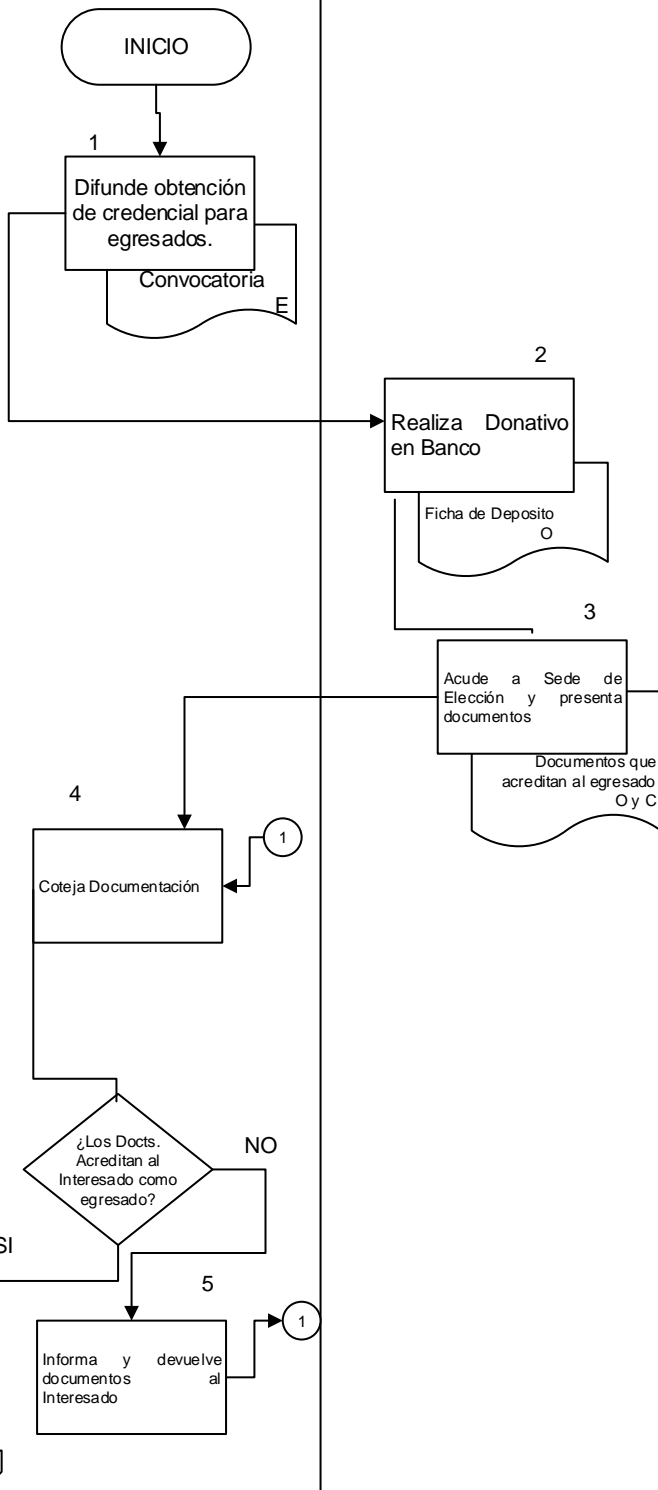 INICIO
1
Difunde obtención
de credencial para
egresados.
Convocatoria
E
2
Realiza Donativo
en Banco
Ficha de Deposito
O
3
Acude a Sede de
Elección y presenta
documentos
Documentos que
acreditan al egresado
O y C
4
1
Coteja Documentación
¿Los Docts.
Acreditan al
Interesado como
egresado?
NO
SI
5
1
Informa y devuelve
documentos al
Interesado